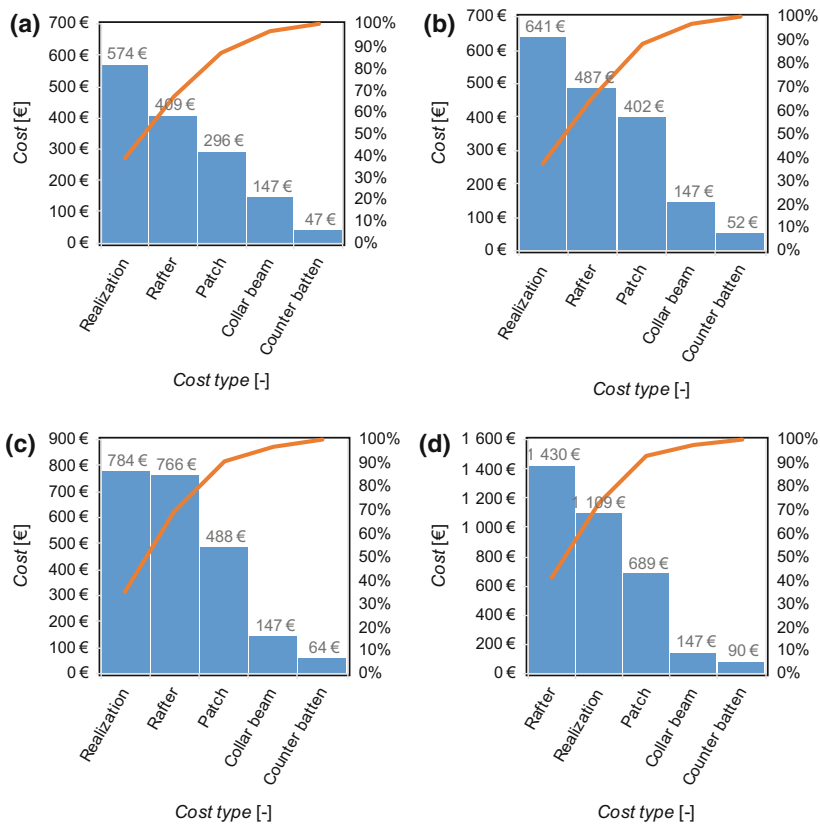 (a)
700 €
600 €
500 €
400 €
300 €
200 €
100 €
0 €
Cost [€]
574 €
409 €
296 €
147 €
47 €
100%
90%
80%
70%
60%
50%
40%
30%
20%
10%
0%
Realization
Rafter
Patch
Collar beam
Counter batten
Cost type [-]
(b)
700 €
600 €
500 €
400 €
300 €
200 €
100 €
0 €
Cost [€]
641 €
487 €
402 €
147 €
52 €
100%
90%
80%
70%
60%
50%
40%
30%
20%
10%
0%
Realization
Rafter
Patch
Collar beam
Counter batten
Cost type [-]
(c)
900 €
800 €
700 €
600 €
500 €
400 €
300 €
200 €
100 €
0 €
Cost [€]
784 €
766 €
488 €
147 €
64 €
100%
90%
80%
70%
60%
50%
40%
30%
20%
10%
0%
Realization
Rafter
Patch
Collar beam
Counter batten
Cost type [-]
(d)
1 600 €
1 400 €
1 200 €
1 000 €
800 €
600 €
400 €
200 €
0 €
Cost [€]
1 430 €
1 109 €
689 €
147 €
90 €
100%
90%
80%
70%
60%
50%
40%
30%
20%
10%
0%
Rafter
Realization
Patch
Collar beam
Counter batten
Cost type [-]